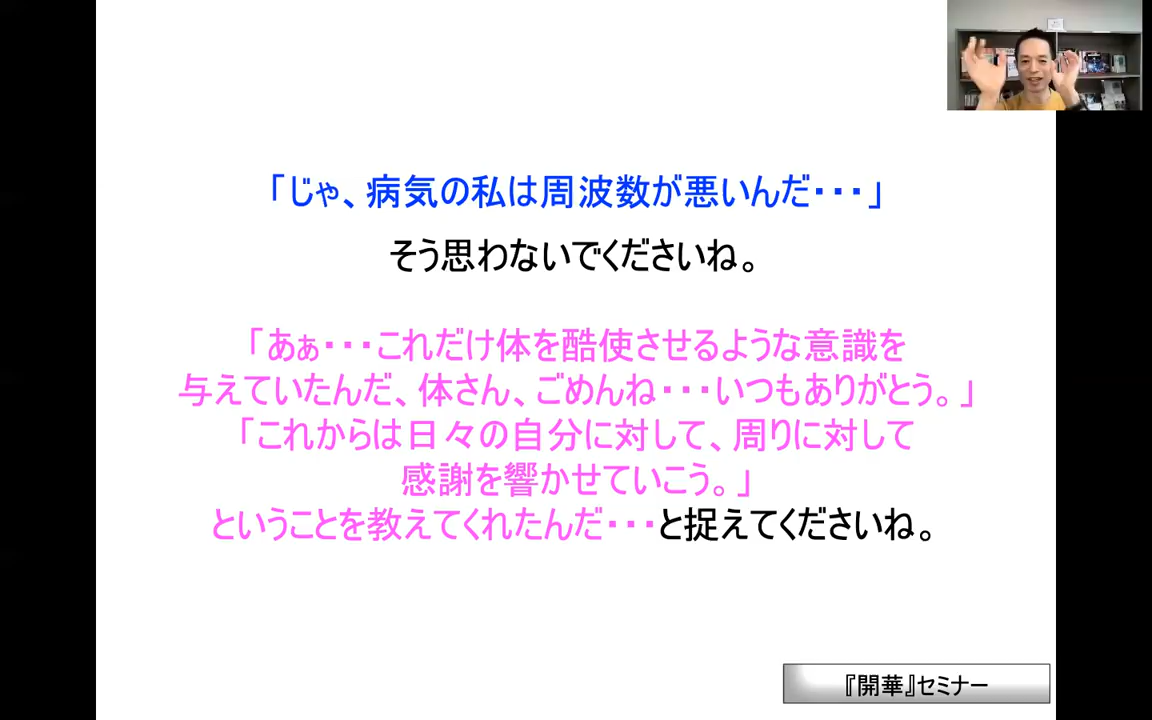 「じゃ、病気の私は周波数が悪いんだ・・・」
そう思わないでくださいね。
「あぁ・・・これだけ体を酷使させるような意識を
与えていたんだ、体さん、ごめんね・・・いつもありがとう。」
「これからは日々の自分に対して、周りに対して
感謝を響かせていこう。」
ということを教えてくれたんだ・・・と捉えてくださいね。
『開華』セミナー